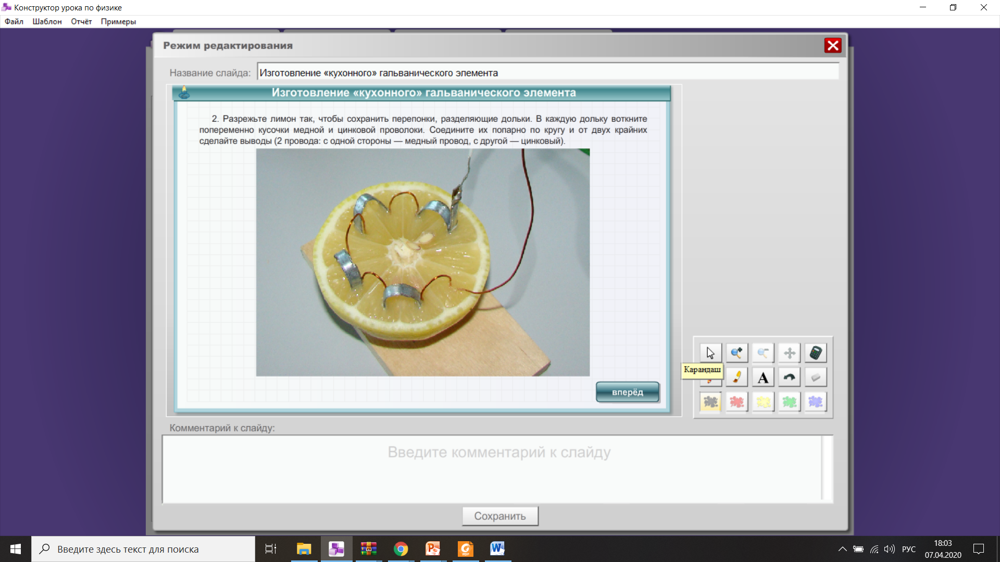 Конструктор урока по физике
Файл Шаблон Отчёт Примеры
Режим редактирования
Название слайда: Изготовление «кухонного» гальванического элемента
Изготовление «кухонного» гальванического элемента
2. Разрежьте лимон так, чтобы сохранить перепонки, разделяющие дольки. В каждую дольку воткните
попеременно кусочки медной и цинковой проволоки. Соедините их попарно по кругу и от двух крайних
сделайте выводы (2 провода: с одной стороны — медный провод, с другой — цинковый).
Карандаш
A
вперёд
Комментарий к слайду:
Введите комментарий к слайду
Сохранить
Введите здесь текст для поиска
РУС
18:03
07.04.2020